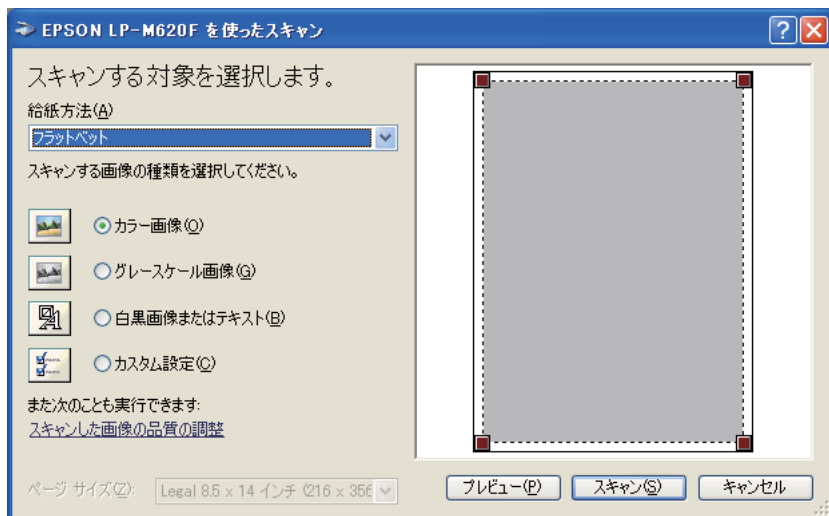 EPSON LP-M620F を使ったスキャン
スキャンする対象を選択します。
給紙方法(A)
フラットベット
スキャンする画像の種類を選択してください。
カラー画像(O)
グレースケール画像(G)
白黒画像またはテキスト(B)
カスタム設定(C)
また次のことも実行できます:
スキャンした画像の品質の調整
ページ サイズ(Z): Legal 8.5 x 14 インチ (216 x 356
プレビュー(P) スキャン(S) キャンセル